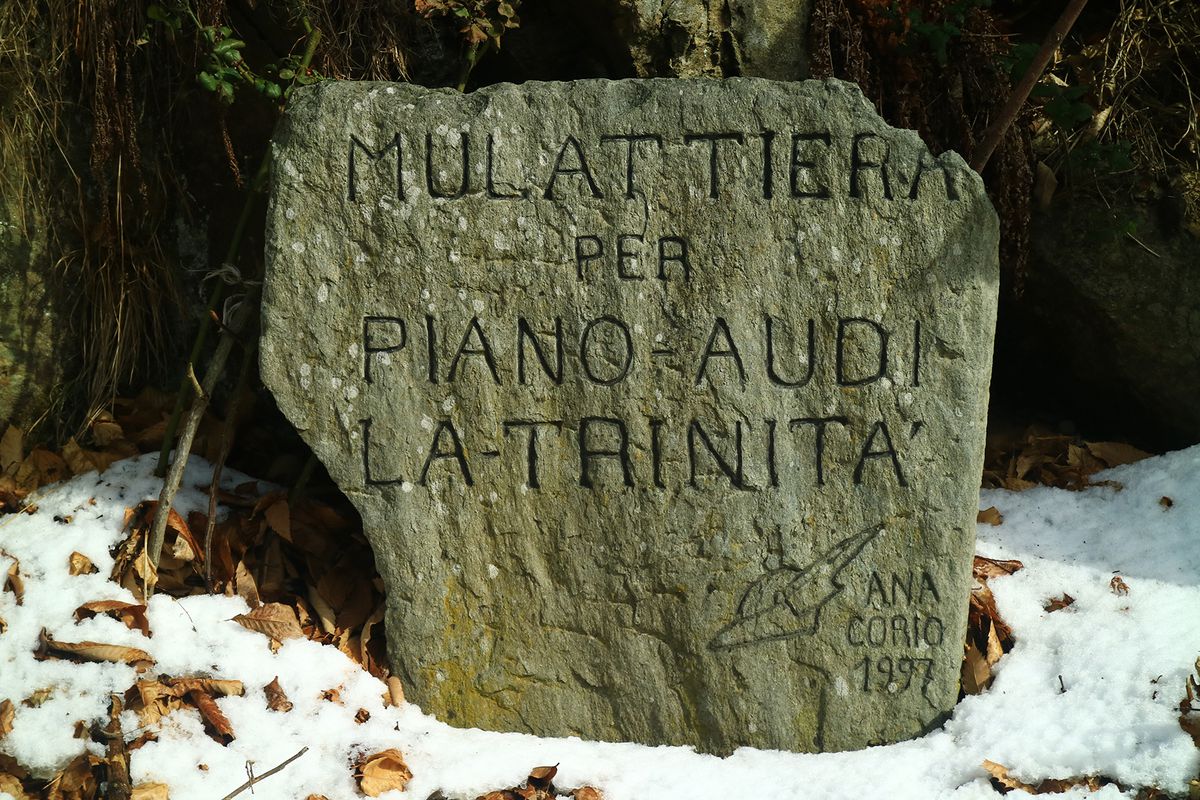 MULATTIERA
PER
PIANO-AUDI
LA-TRINITA'
ANA
CORIO
1997